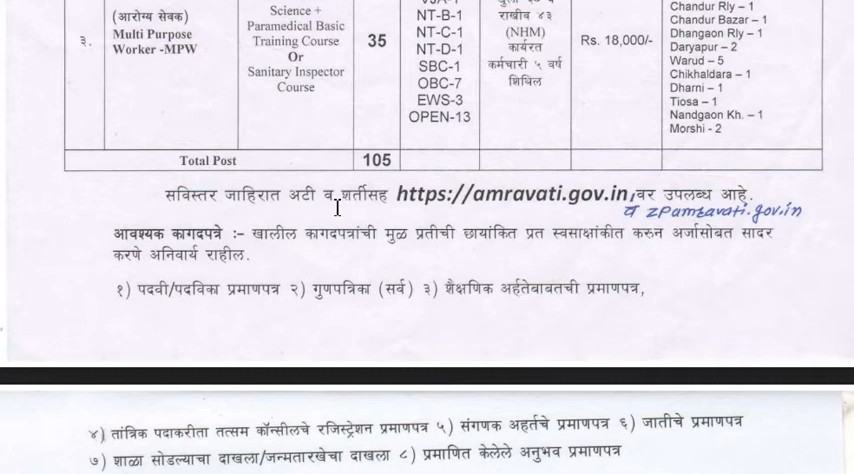 Science +
Paramedical Basic
Training Course
Or
Sanitary Inspector
Course
३.
(आरोग्य सेवक)
Multi Purpose
Worker -MPW
35
NT-B-1
NT-C-1
NT-D-1
SBC-1
OBC-7
EWS-3
OPEN-13
राखीव ४३
(NHM)
कार्यरत
कर्मचारी ५ वर्ष
शिथिल
Rs. 18,000/-
Chandur Rly – 1
Chandur Bazar – 1
Dhangaon Rly – 1
Daryapur – 2
Warud – 5
Chikhaldara – 1
Dharni – 1
Tiosa – 1
Nandgaon Kh. – 1
Morshi - 2
Total Post 105
सविस्तर जाहिरात अटी व शर्तीसह https://amravati.gov.in, वर उपलब्ध आहे.
व zpamravati.gov.in
आवश्यक कागदपत्रे :- खालील कागदपत्रांची मुळ प्रतीची छायांकित प्रत स्वसाक्षांकीत करुन अर्जासोबत सादर
करणे अनिवार्य राहील.
१) पदवी/पदविका प्रमाणपत्र २) गुणपत्रिका (सर्व) ३) शैक्षणिक अर्हतेबाबतची प्रमाणपत्र,
४) तांत्रिक पदाकरीता तत्सम कॉन्सीलचे रजिस्ट्रेशन प्रमाणपत्र ५) संगणक अहर्तचे प्रमाणपत्र ६) जातीचे प्रमाणपत्र
७) शाळा सोडल्याचा दाखला/जन्मतारखेचा दाखला ८) प्रमाणित केलेले अनुभव प्रमाणपत्र